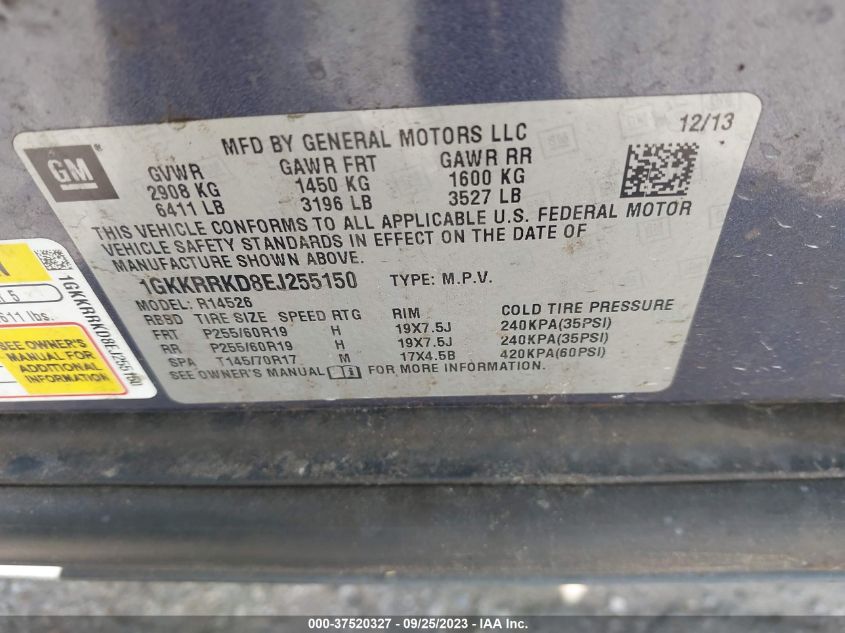 MFD BY GENERAL MOTORS LLC
12/13
GM
GVWR GAWR FRT GAWR RR
2908 KG 1450 KG 1600 KG
6411 LB 3196 LB 3527 LB
THIS VEHICLE CONFORMS TO ALL APPLICABLE U.S. FEDERAL MOTOR
VEHICLE SAFETY STANDARDS IN EFFECT ON THE DATE OF
MANUFACTURE SHOWN ABOVE.
1GKKRRKD8EJ255150 TYPE: M.P.V.
MODEL: R14526
RBBD TIRE SIZE SPEED RTG RIM COLD TIRE PRESSURE
FRT P255/60R19 H 19X7.5J 240KPA(35PSI)
RR P255/60R19 H 19X7.5J 240KPA(35PSI)
SPA T145/70R17 M 17X4.5B 420KPA(60PSI)
SEE OWNER'S MANUAL FOR MORE INFORMATION.
N
5
611 lbs.
SEE OWNER'S
MANUAL FOR
ADDITIONAL
INFORMATION
1GKKRRKD8EJ255150
000-37520327 - 09/25/2023 - IAA Inc.